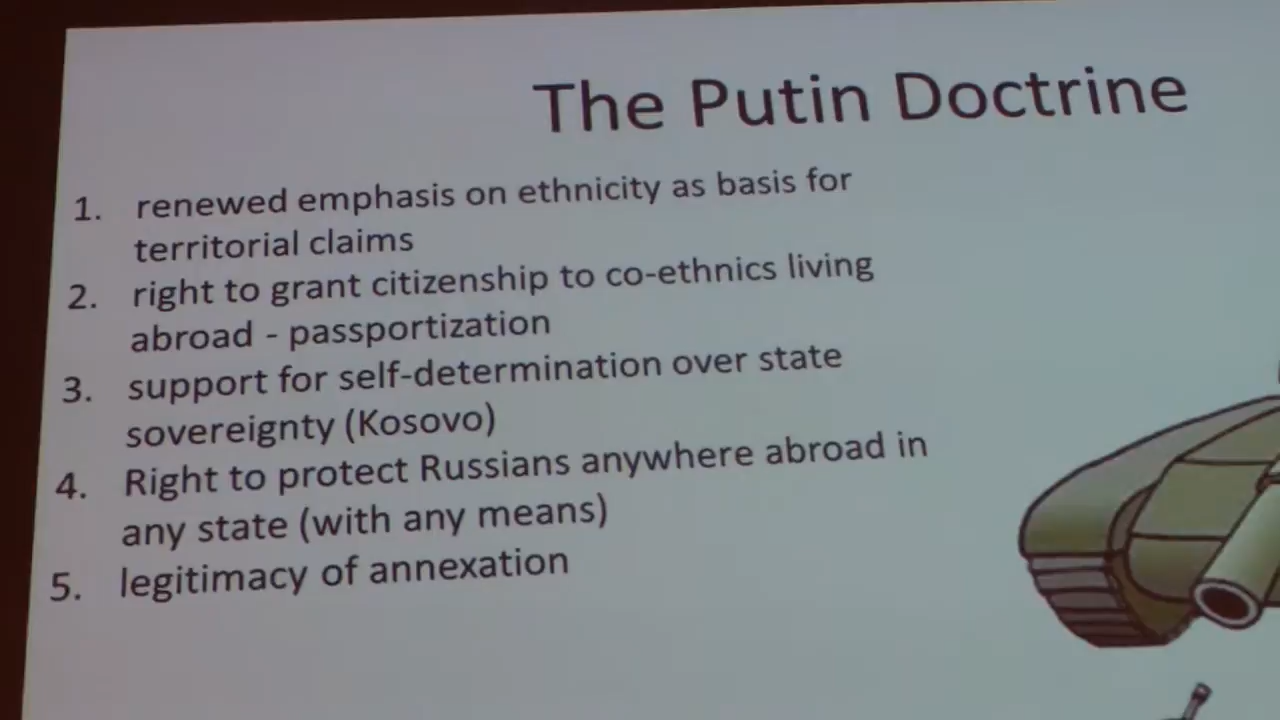 The Putin Doctrine
1. renewed emphasis on ethnicity as basis for
territorial claims
2. right to grant citizenship to co-ethnics living
abroad - passportization
3. support for self-determination over state
sovereignty (Kosovo)
4. Right to protect Russians anywhere abroad in
any state (with any means)
5. legitimacy of annexation